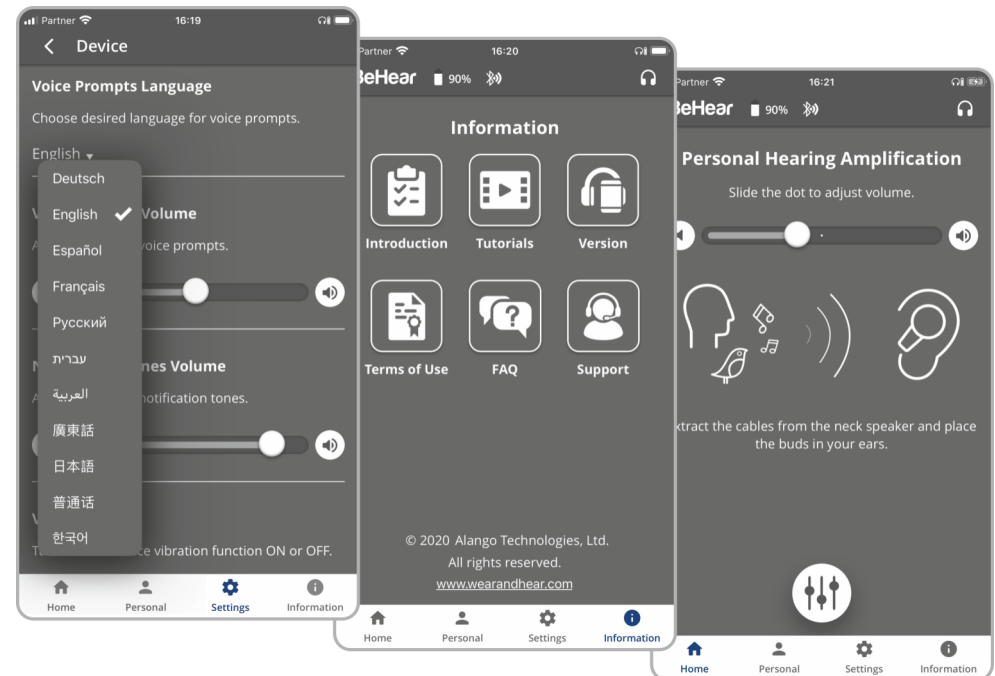 Partner 16:19
Device
Voice Prompts Language
Choose desired language for voice prompts.
English
Deutsch
English
Español
Français
Русский
עברית
العربية
廣東話
日本語
普通话
한국어
Volume
voice prompts.
nes Volume
notification tones.
ce vibration function ON or OFF.
Home Personal Settings Information
Partner 16:20
BeHear 90%
Information
Introduction Tutorials Version
Terms of Use FAQ Support
© 2020 Alango Technologies, Ltd.
All rights reserved.
www.wearandhear.com
Home Personal Settings Information
Partner 16:21
BeHear 90%
Personal Hearing Amplification
Slide the dot to adjust volume.
xtract the cables from the neck speaker and place
the buds in your ears.
Home Personal Settings Information